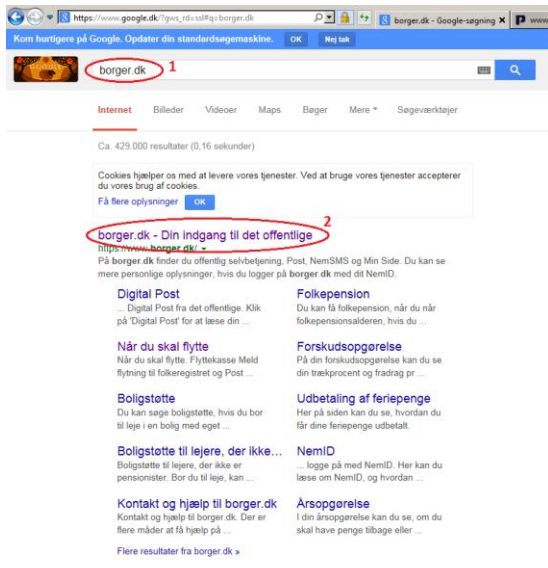 https://www.google.dk/?gws_rd=ssl#q=borger.dk
borger.dk - Google-søgning
www
Kom hurtigere på Google. Opdater din standardsøgemaskine. OK Nej tak
borger.dk 1
Internet Billeder Videoer Maps Bøger Mere Søgeværktøjer
Ca. 429.000 resultater (0,16 sekunder)
Cookies hjælper os med at levere vores tjenester. Ved at bruge vores tjenester accepterer
du vores brug af cookies.
Få flere oplysninger OK
2
borger.dk - Din indgang til det offentlige
https://www.borger.dk/
På borger.dk finder du offentlig selvbetjening, Post, NemSMS og Min Side. Du kan se
mere personlige oplysninger, hvis du logger på borger.dk med dit NemID.
Digital Post
... Digital Post fra det offentlige. Klik
på 'Digital Post' for at læse din ...
Folkepension
Du kan få folkepension, når du når
folkepensionsalderen, hvis du ...
Når du skal flytte
Når du skal flytte. Flyttekasse Meld
flytning til folkeregistret og Post ...
Forskudsopgørelse
På din forskudsopgørelse kan du se
din trækprocent og fradrag pr ...
Boligstøtte
Du kan søge boligstøtte, hvis du bor
til leje i en bolig med eget ...
Udbetaling af feriepenge
Her på siden kan du se, hvordan du
får dine feriepenge udbetalt.
Boligstøtte til lejere, der ikke...
Boligstøtte til lejere, der ikke er
pensionister. Bor du til leje, kan ...
NemID
... logge på med NemID. Her kan du
læse om NemID, og hvordan ...
Kontakt og hjælp til borger.dk
Kontakt og hjælp til borger.dk. Der er
flere måder at få hjælp på ...
Årsopgørelse
I din årsopgørelse kan du se, om du
skal have penge tilbage eller ...
Flere resultater fra borger.dk »